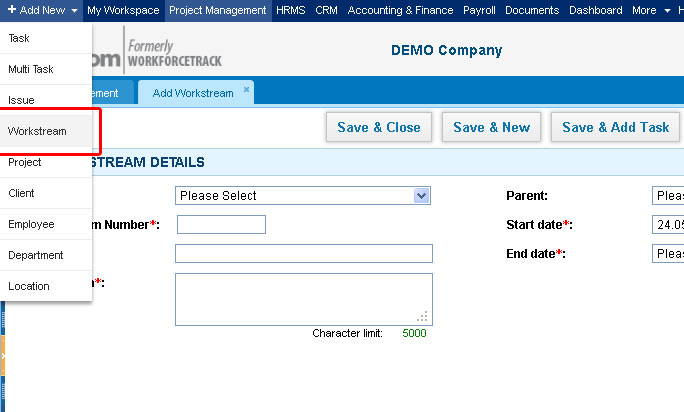 + Add New My Workspace Project Management HRMS CRM Accounting & Finance Payroll Documents Dashboard More H
Task
Multi Task
Issue
Workstream
Project
Client
Employee
Department
Location
om Formerly
WORKFORCETRACK
DEMO Company
ement Add Workstream ×
Save & Close Save & New Save & Add Task
STREAM DETAILS
Please Select Parent: Pleas
m Number*: Start date*: 24.05
End date*: Pleas
n*:
Character limit: 5000